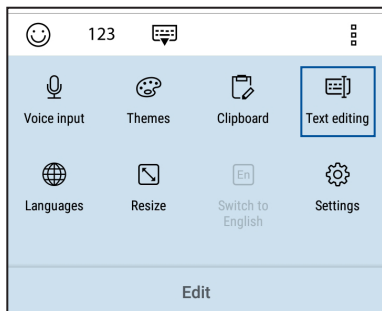 123
Voice input Themes Clipboard Text editing
En
Languages Resize Switch to English Settings
Edit